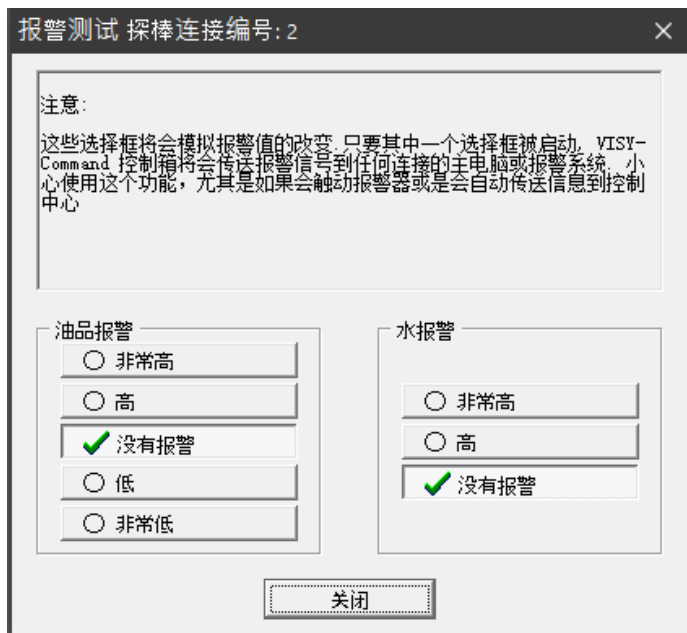 报警测试 探棒连接编号: 2
注意:
这些选择框将会模拟报警值的改变. 只要其中一个选择框被启动, VISY-
Command 控制箱将会传送报警信号到任何连接的主电脑或报警系统. 小
心使用这个功能，尤其是如果会触动报警器或是会自动传送信息到控制
中心
油品报警
非常高
高
没有报警
低
非常低
水报警
非常高
高
没有报警
关闭